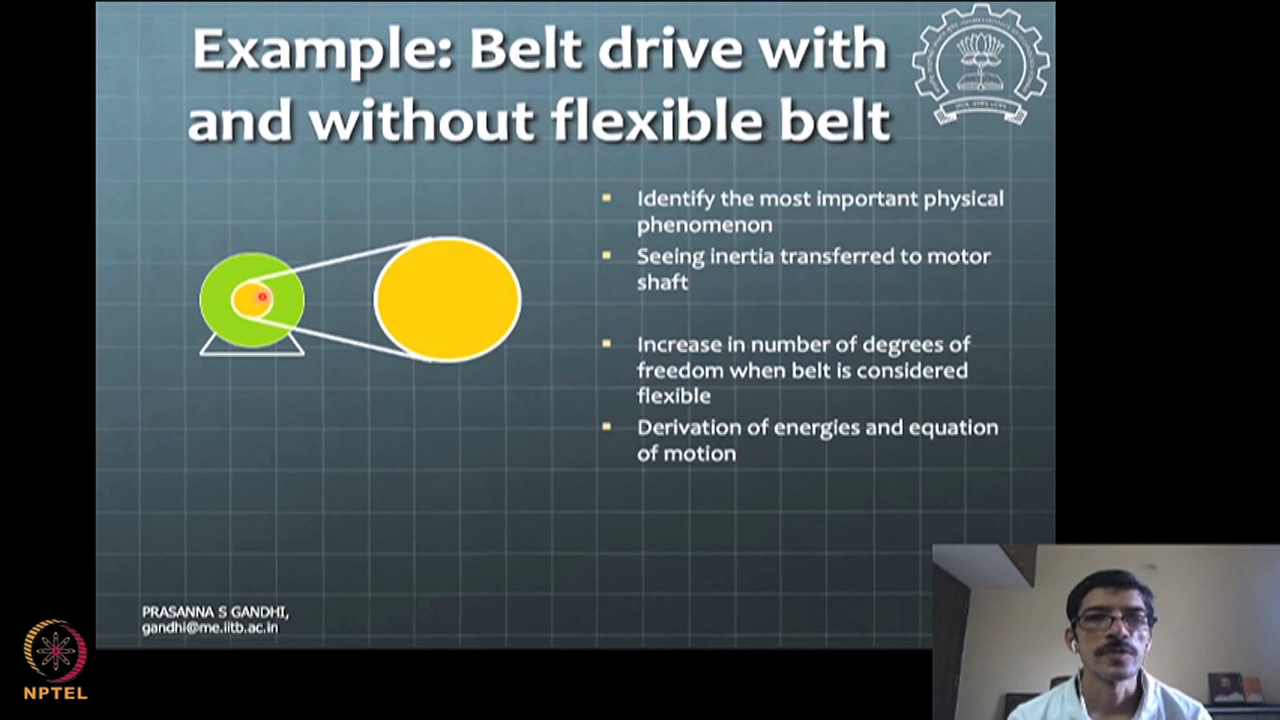 Example: Belt drive with
and without flexible belt
▪ Identify the most important physical
phenomenon
▪ Seeing inertia transferred to motor
shaft
▪ Increase in number of degrees of
freedom when belt is considered
flexible
▪ Derivation of energies and equation
of motion
PRASANNA S GANDHI,
gandhi@me.iitb.ac.in
NPTEL